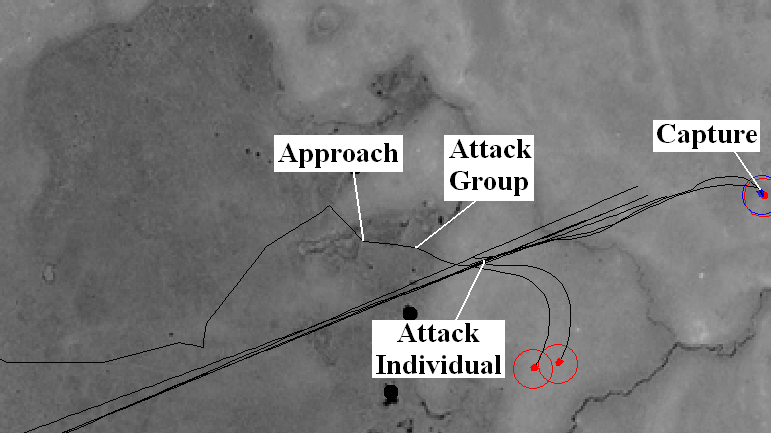 Capture
Approach
Attack
Group
Attack
Individual